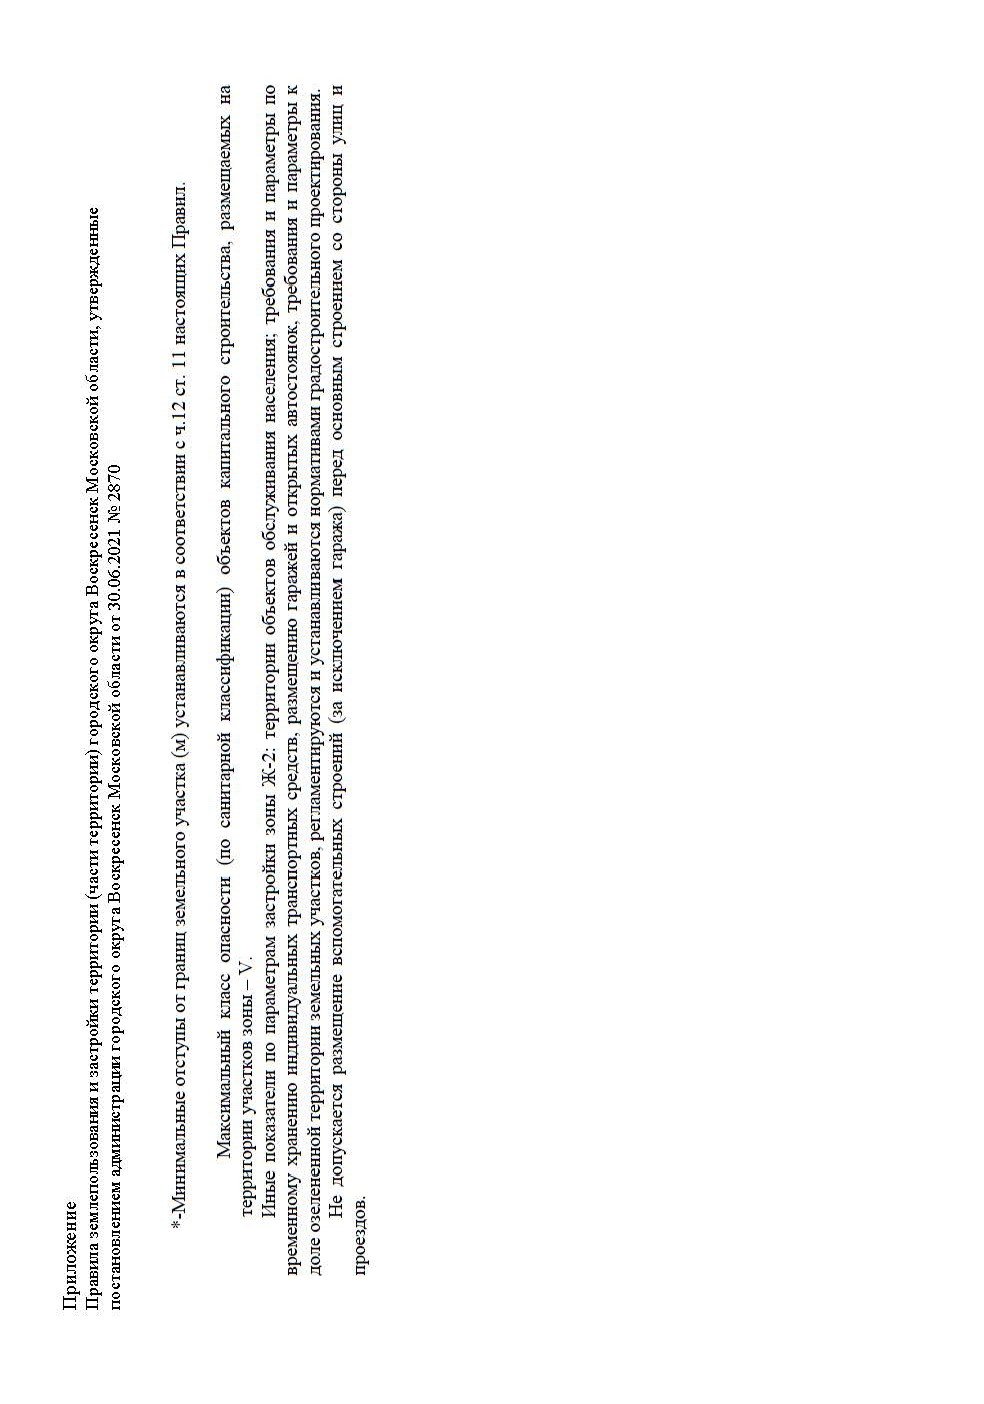 Приложение
Правила землепользования и застройки территории (части территории) городского округа Воскресенск Московской области, утвержденные
постановлением администрации городского округа Воскресенск Московской области от 30.06.2021 № 2870
*-Минимальные отступы от границ земельного участка (м) устанавливаются в соответствии с ч.12 ст. 11 настоящих Правил.
Максимальный класс опасности (по санитарной классификации) объектов капитального строительства, размещаемых на
территории участков зоны – V.
Иные показатели по параметрам застройки зоны Ж-2: территории объектов обслуживания населения; требования и параметры по
временному хранению индивидуальных транспортных средств, размещению гаражей и открытых автостоянок, требования и параметры к
доле озелененной территории земельных участков, регламентируются и устанавливаются нормативами градостроительного проектирования.
Не допускается размещение вспомогательных строений (за исключением гаража) перед основным строением со стороны улиц и
проездов.